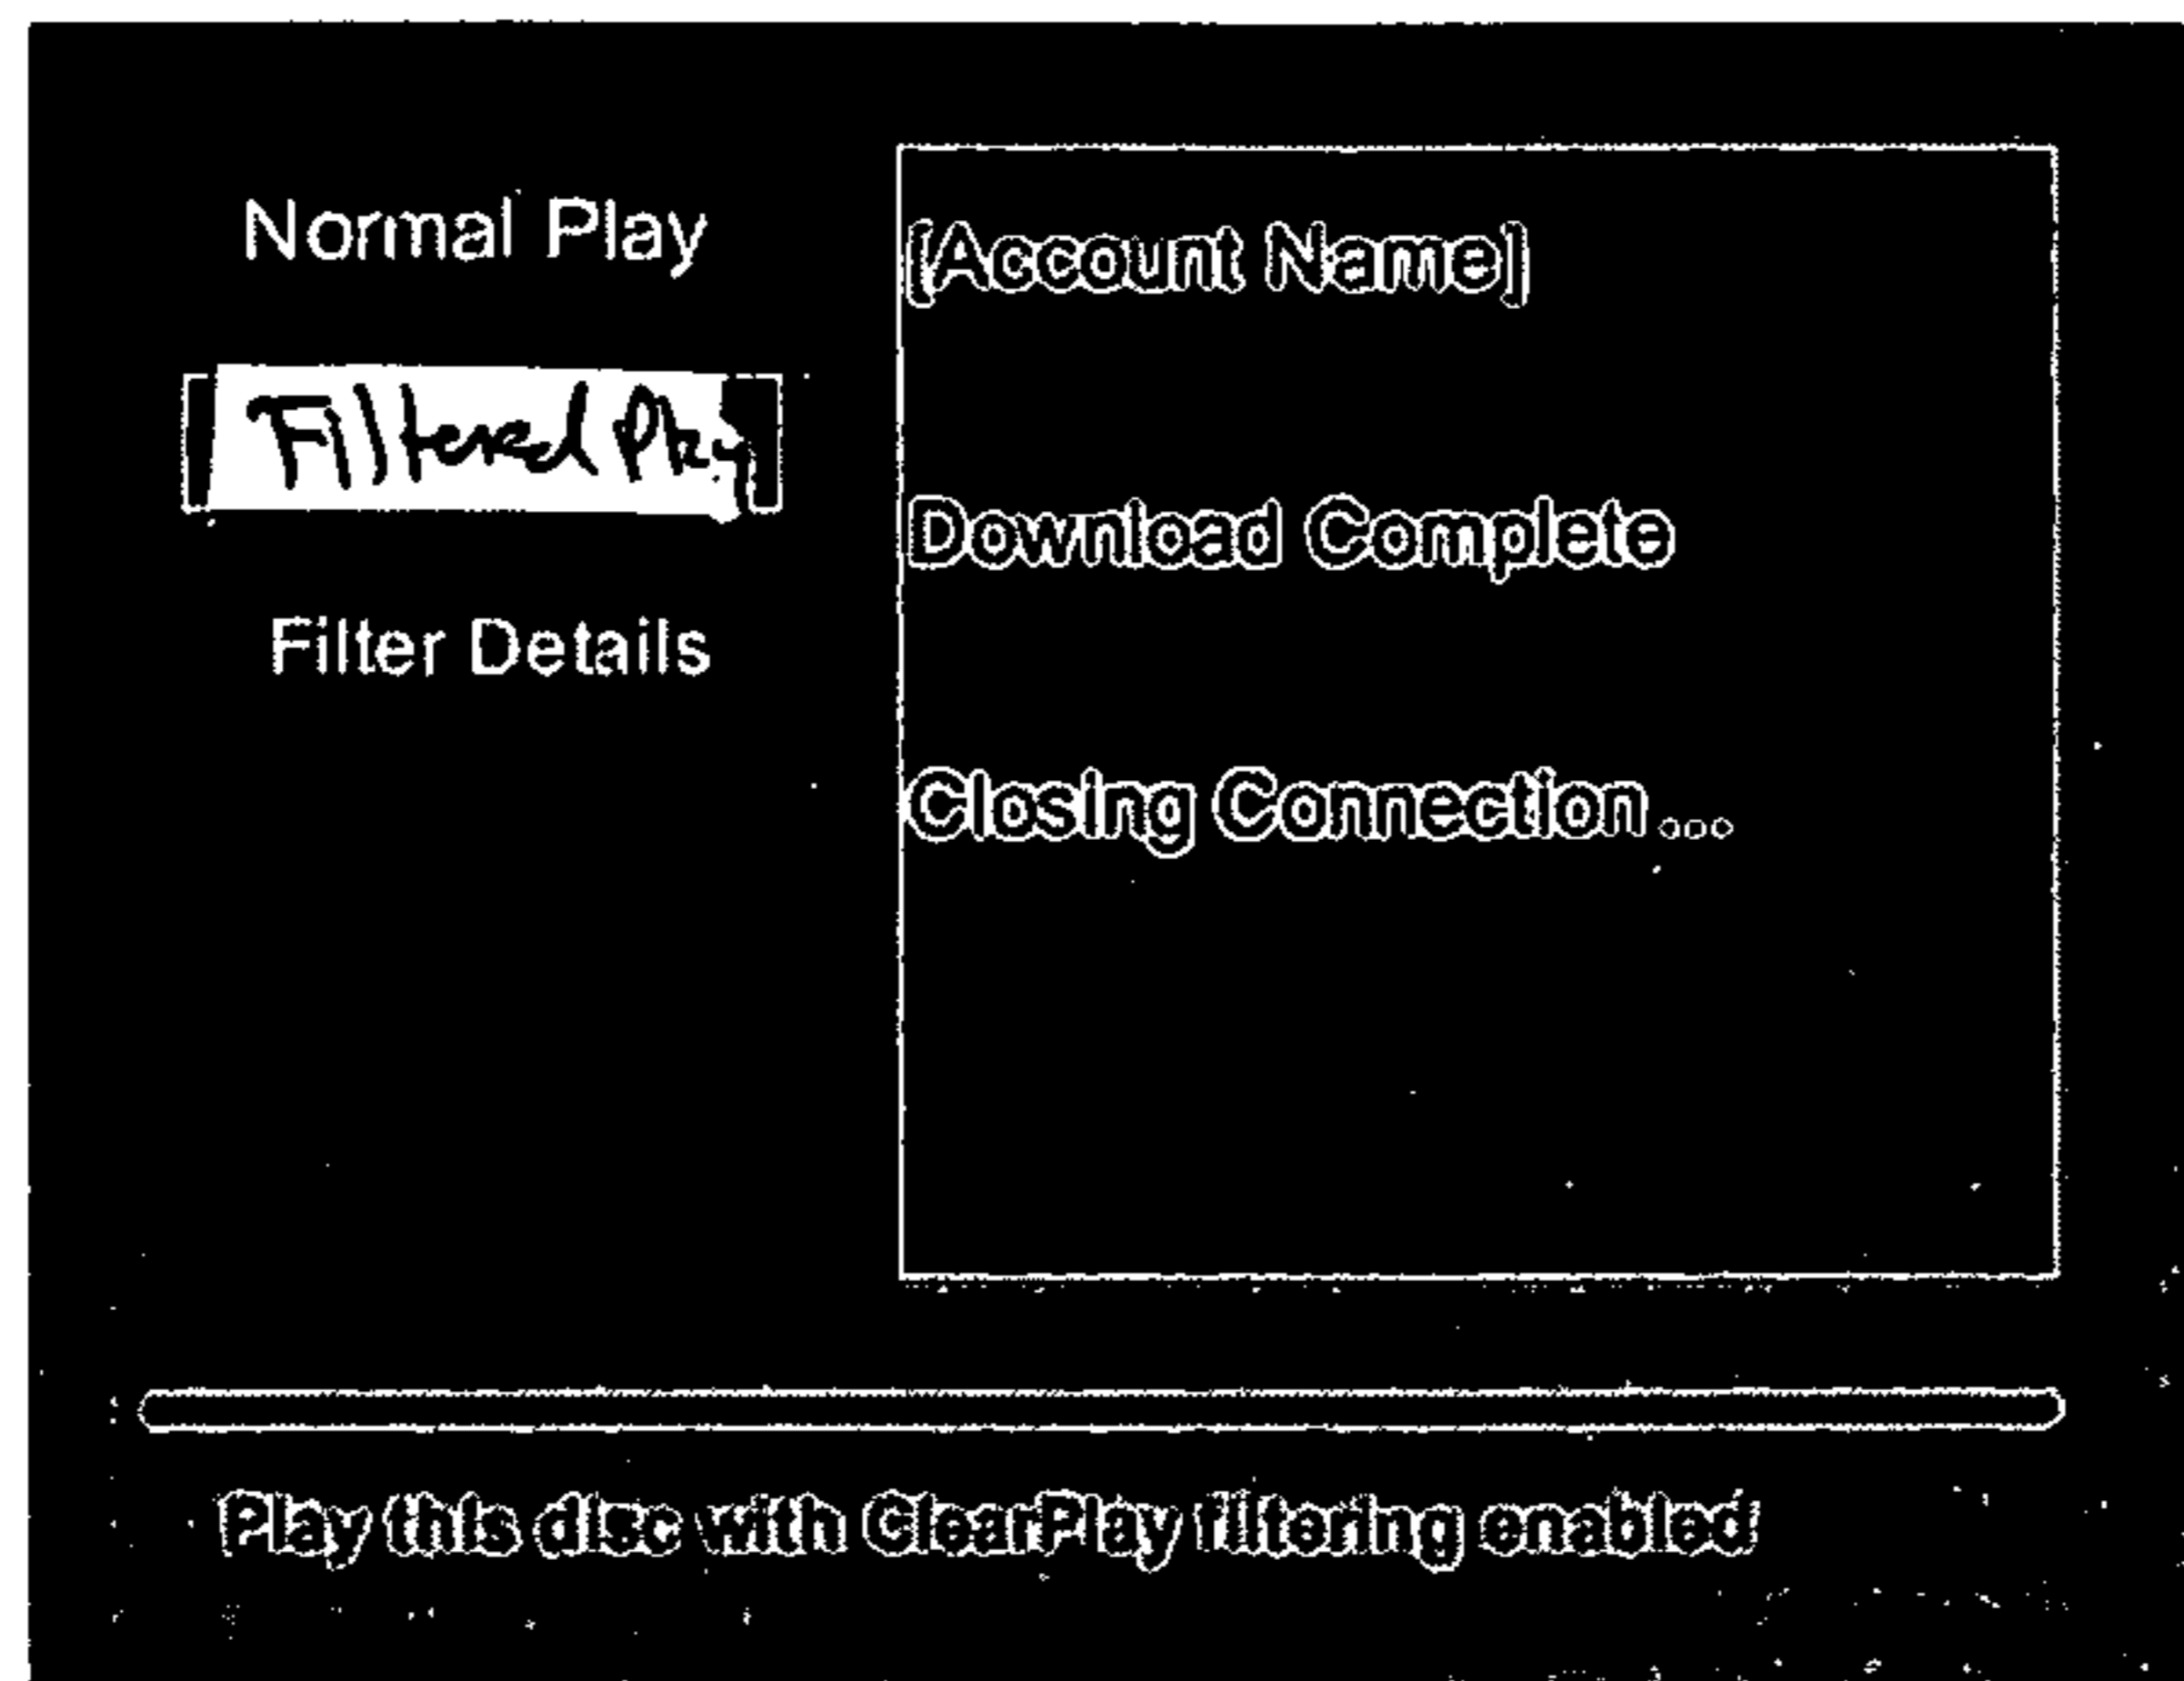 Normal Play
Filtered Play
Filter Details
[Account Name]
Download Complete
Closing Connection...
Play this disc with ClearPlay filtering enabled